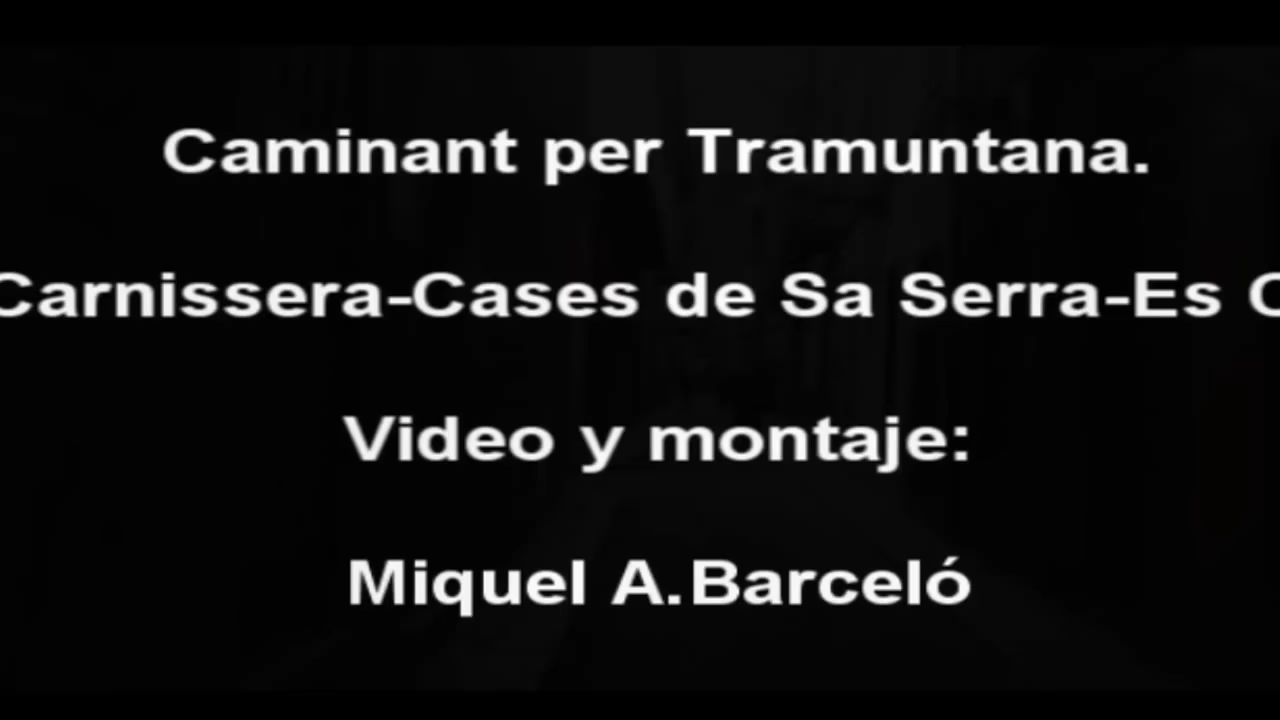 Caminant per Tramuntana.
Carnissera-Cases de Sa Serra-Es
Video y montaje:
Miquel A.Barceló